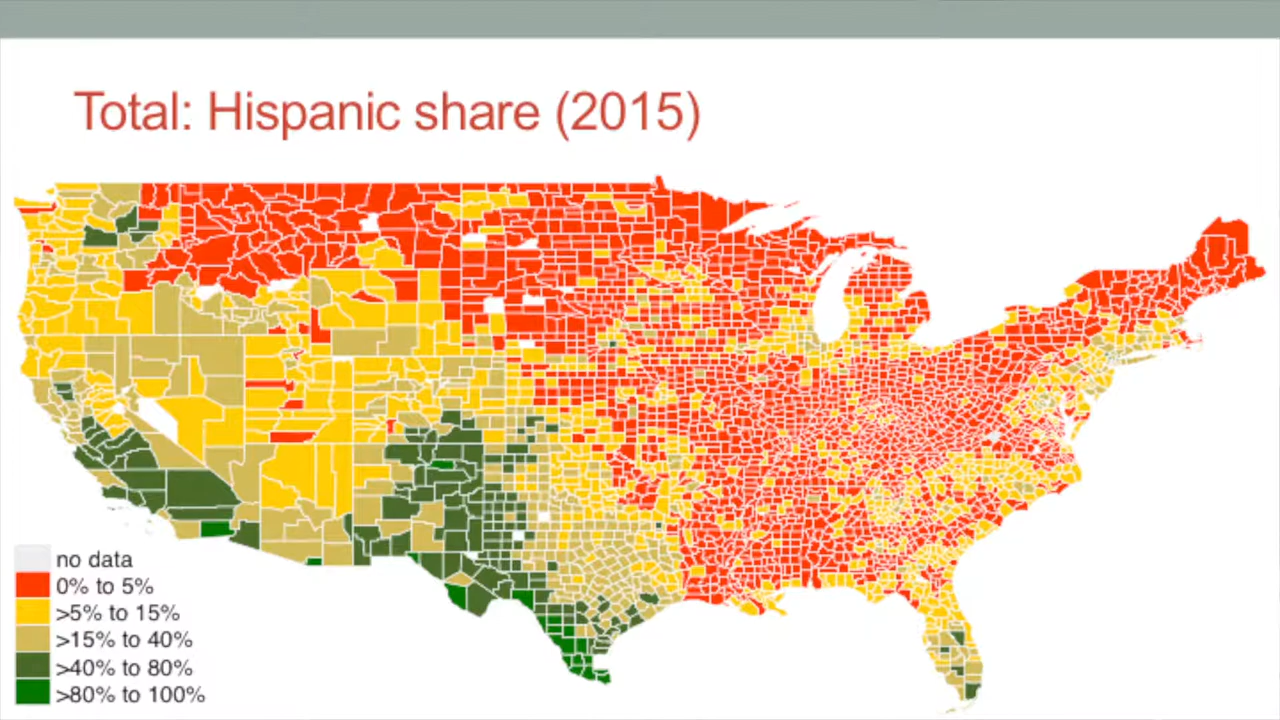 Total: Hispanic share (2015)
no data
0% to 5%
>5% to 15%
>15% to 40%
>40% to 80%
>80% to 100%